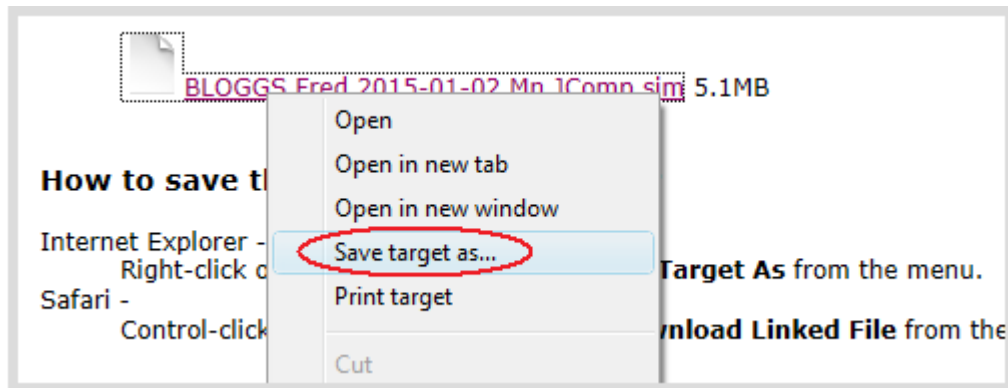 BLOGGS Fred 2015-01-02 Mn JComp.sim 5.1MB
Open
Open in new tab
How to save th
Open in new window
Internet Explorer -
Save target as...
Right-click o
Target As from the menu.
Safari -
Print target
Control-click
nload Linked File from the
Cut